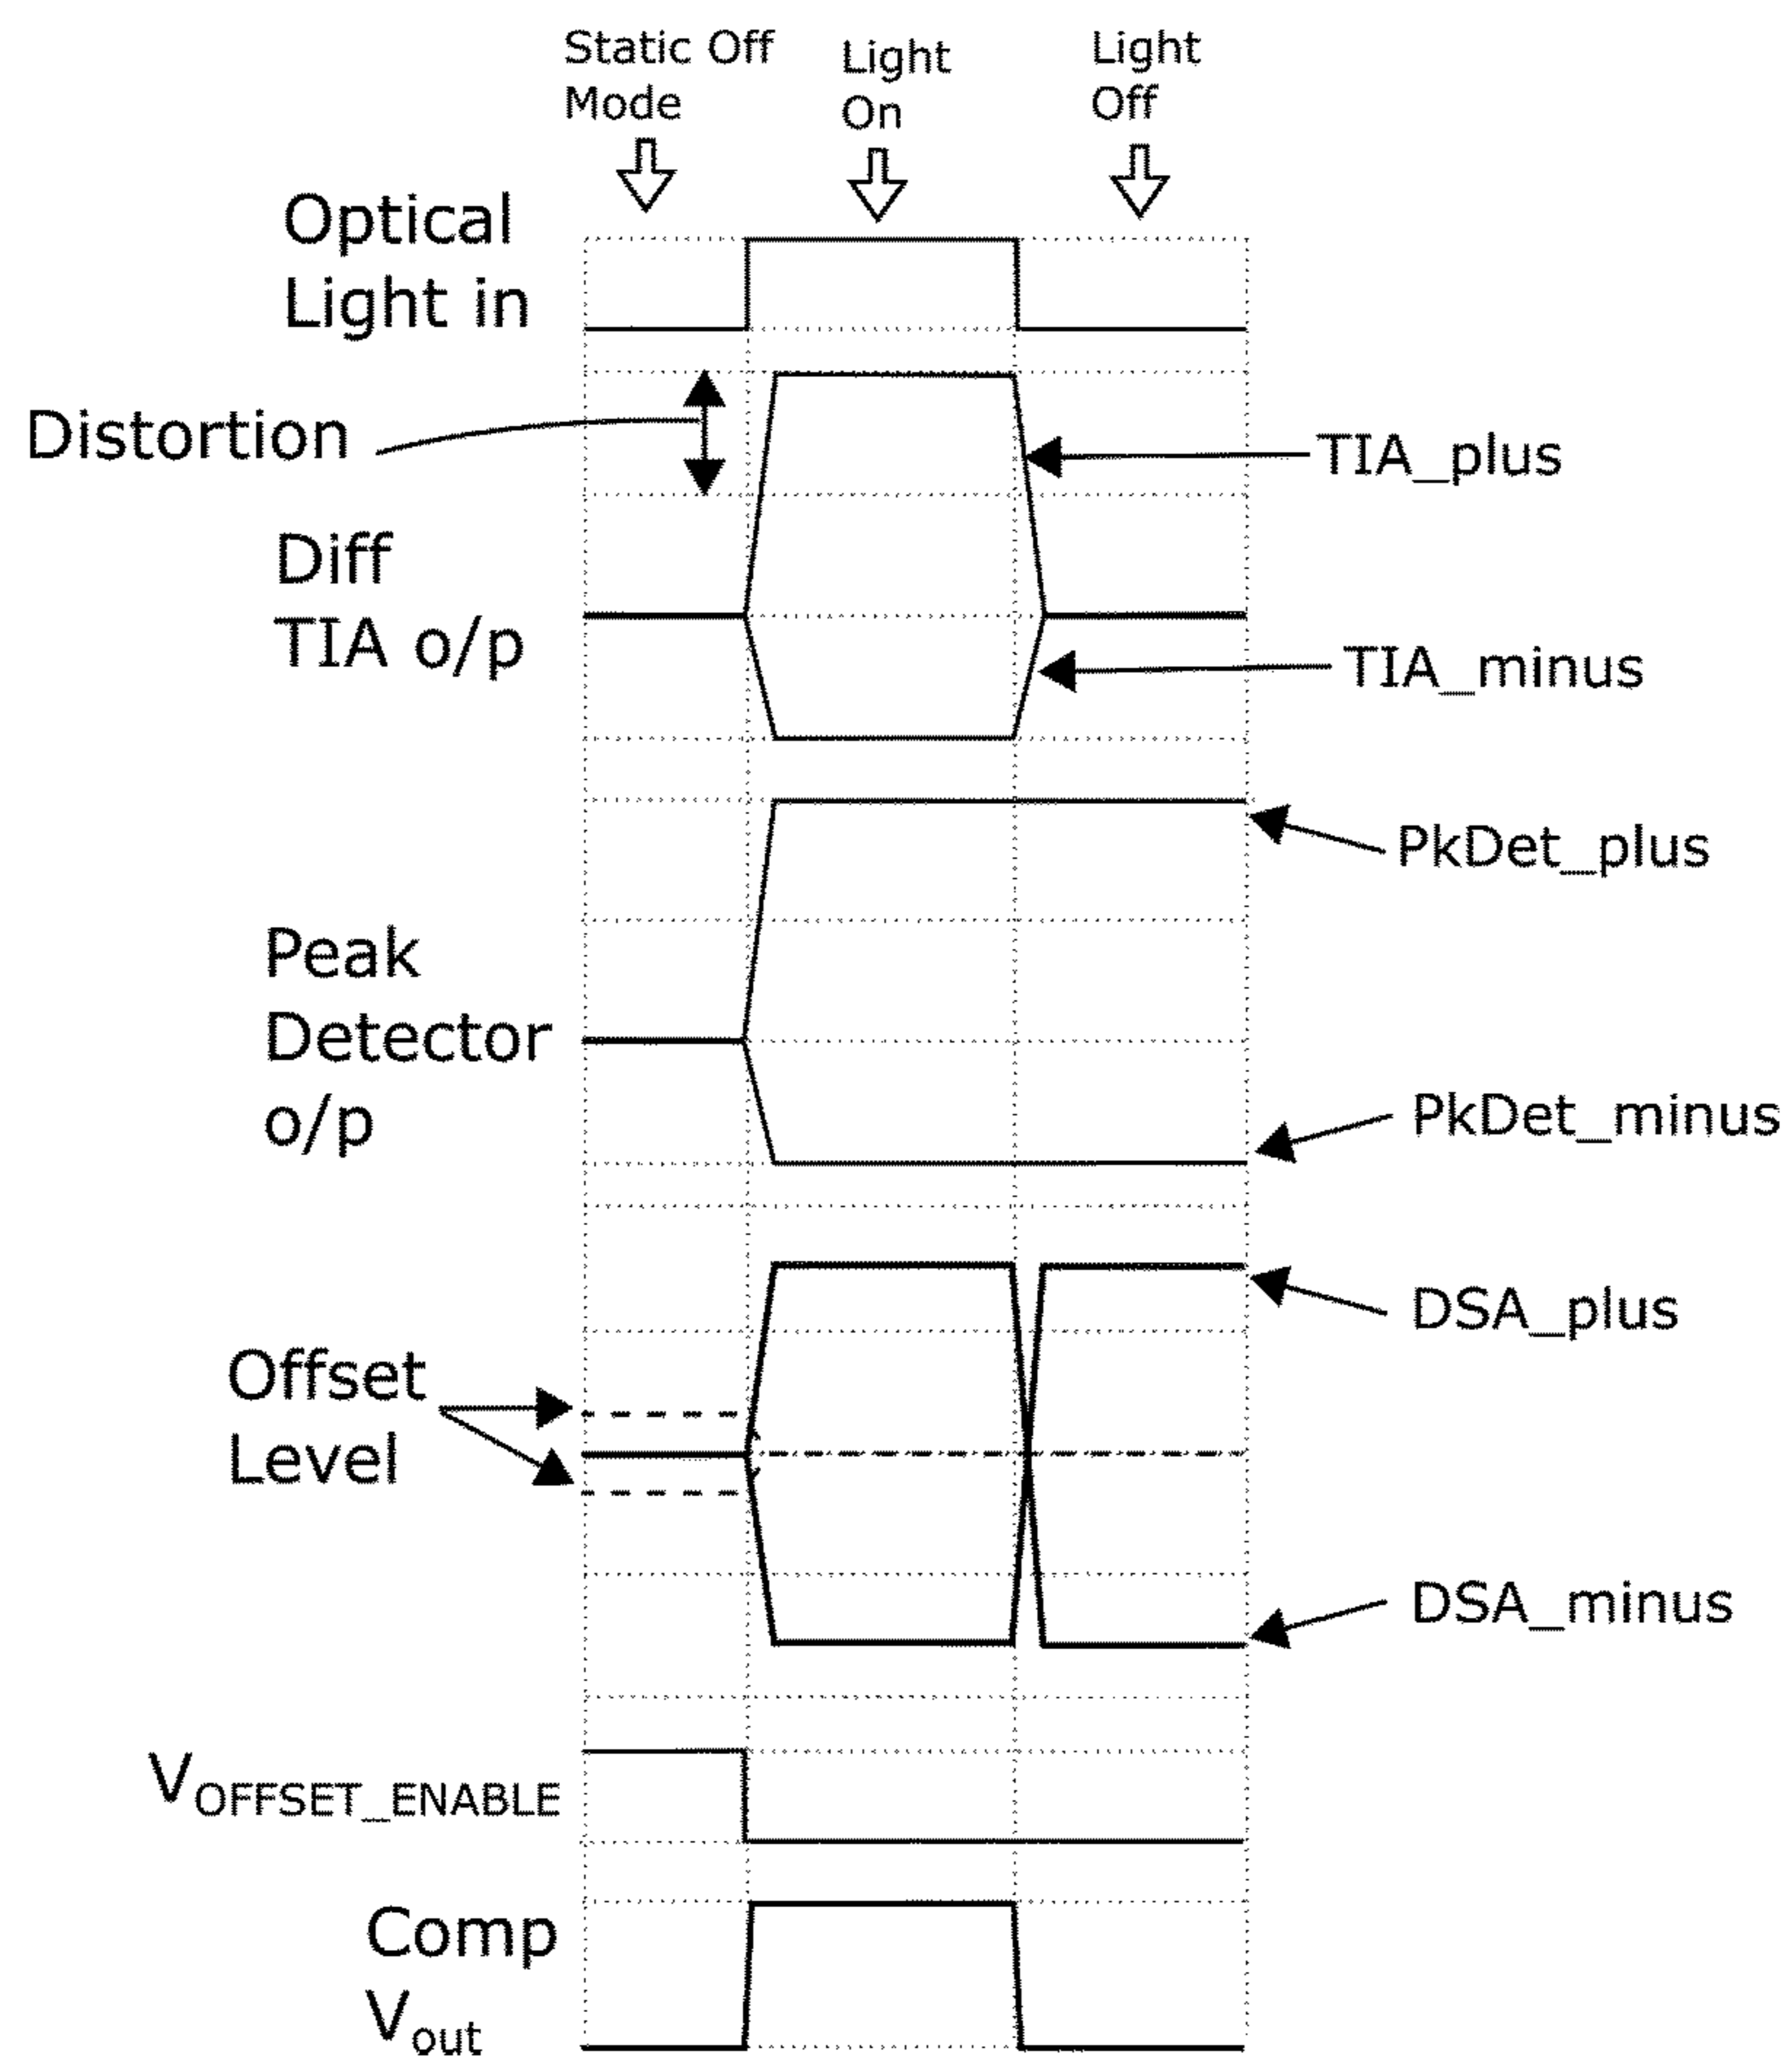 Static Off
Mode
Light
On
Light
Off
Optical
Light in
Distortion
TIA_plus
Diff
TIA o/p
TIA_minus
PkDet_plus
Peak
Detector
o/p
PkDet_minus
DSA_plus
Offset
Level
DSA_minus
VOFFSET_ENABLE
Comp
Vout